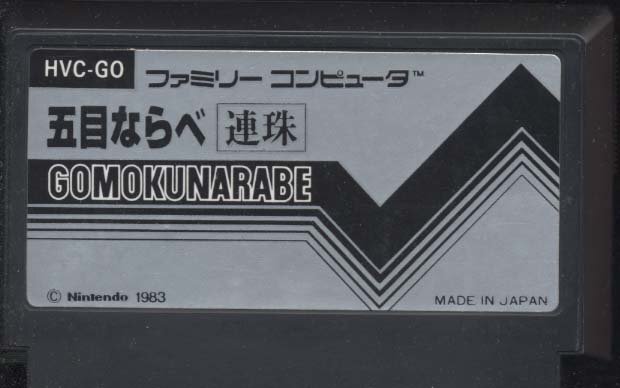 HVC-GO ファミリー コンピュータ™
五目ならべ 連珠
GOMOKUNARABE
© Nintendo 1983
MADE IN JAPAN